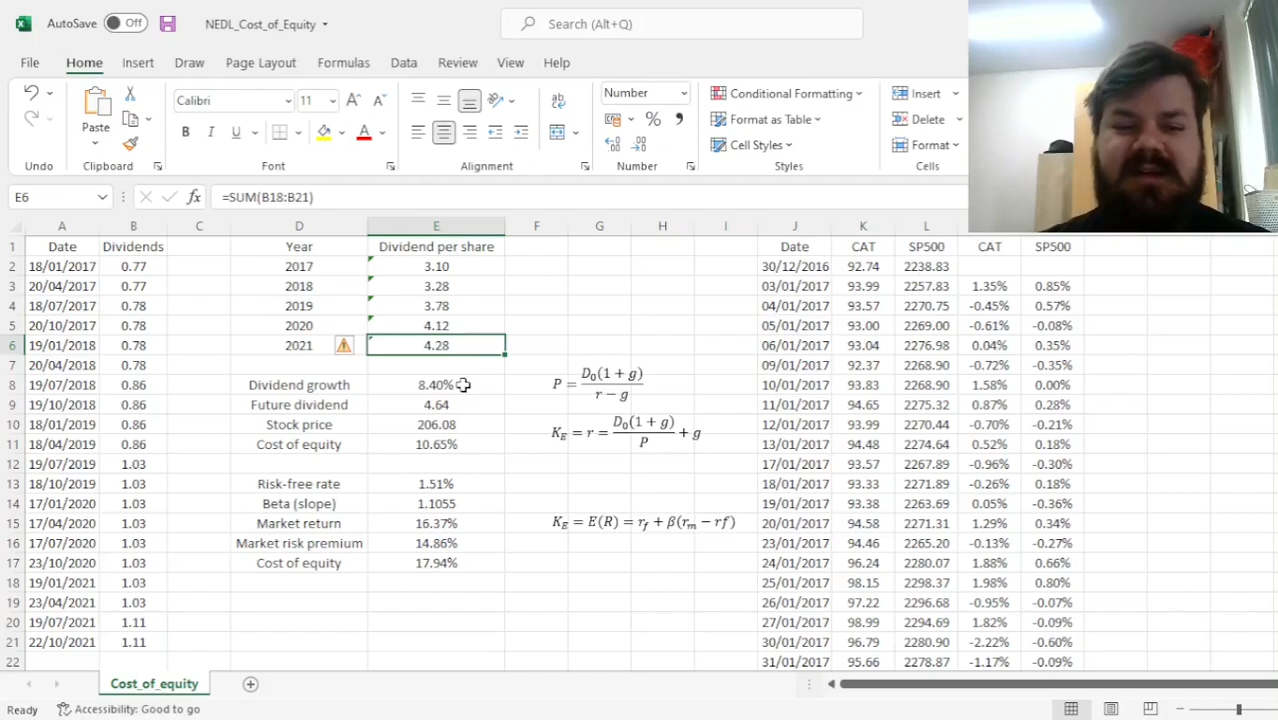 AutoSave Off NEDL_Cost_of_Equity Search (Alt+Q)
File Home Insert Draw Page Layout Formulas Data Review View Help
Calibri 11 Number Conditional Formatting Insert
Paste Format as Table Delete
Cell Styles Format
Undo Clipboard Font Alignment Number Styles Cells
E6 =SUM(B18:B21)
A B C D E F G H I J K L M N
1 Date Dividends Year Dividend per share Date CAT SP500 CAT SP500
2 18/01/2017 0.77 2017 3.10 30/12/2016 92.74 2238.83
3 20/04/2017 0.77 2018 3.28 03/01/2017 93.99 2257.83 1.35% 0.85%
4 18/07/2017 0.78 2019 3.78 04/01/2017 93.57 2270.75 -0.45% 0.57%
5 20/10/2017 0.78 2020 4.12 05/01/2017 93.00 2269.00 -0.61% -0.08%
6 19/01/2018 0.78 2021 4.28 06/01/2017 93.04 2276.98 0.04% 0.35%
7 20/04/2018 0.78 09/01/2017 92.37 2268.90 -0.72% -0.35%
8 19/07/2018 0.86 Dividend growth 8.40% P = D₀(1 + g) / r − g 10/01/2017 93.83 2268.90 1.58% 0.00%
9 19/10/2018 0.86 Future dividend 4.64 11/01/2017 94.65 2275.32 0.87% 0.28%
10 18/01/2019 0.86 Stock price 206.08 12/01/2017 93.99 2270.44 -0.70% -0.21%
11 18/04/2019 0.86 Cost of equity 10.65% K_E = r = D₀(1 + g) / P + g 13/01/2017 94.48 2274.64 0.52% 0.18%
12 19/07/2019 1.03 17/01/2017 93.57 2267.89 -0.96% -0.30%
13 18/10/2019 1.03 Risk-free rate 1.51% 18/01/2017 93.33 2271.89 -0.26% 0.18%
14 17/01/2020 1.03 Beta (slope) 1.1055 19/01/2017 93.38 2263.69 0.05% -0.36%
15 17/04/2020 1.03 Market return 16.37% K_E = E(R) = r_f + β(r_m − rf) 20/01/2017 94.58 2271.31 1.29% 0.34%
16 17/07/2020 1.03 Market risk premium 14.86% 23/01/2017 94.46 2265.20 -0.13% -0.27%
17 23/10/2020 1.03 Cost of equity 17.94% 24/01/2017 96.24 2280.07 1.88% 0.66%
18 19/01/2021 1.03 25/01/2017 98.15 2298.37 1.98% 0.80%
19 23/04/2021 1.03 26/01/2017 97.22 2296.68 -0.95% -0.07%
20 19/07/2021 1.11 27/01/2017 98.99 2294.69 1.82% -0.09%
21 22/10/2021 1.11 30/01/2017 96.79 2280.90 -2.22% -0.60%
22 31/01/2017 95.66 2278.87 -1.17% -0.09%
Cost_of_equity
Ready Accessibility: Good to go